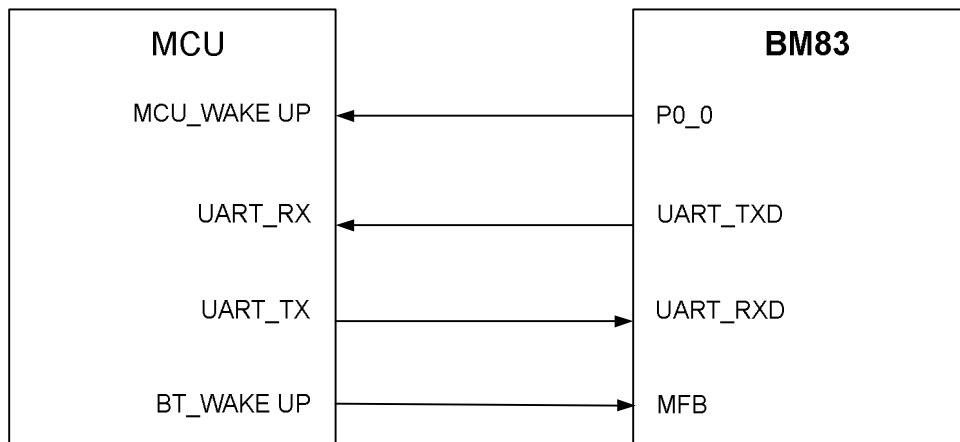 MCU
BM83
MCU_WAKE UP
P0_0
UART_RX
UART_TXD
UART_TX
UART_RXD
BT_WAKE UP
MFB